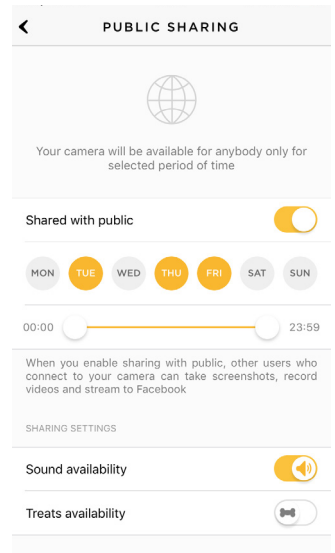 PUBLIC SHARING
Your camera will be available for anybody only for
selected period of time
Shared with public
MON TUE WED THU FRI SAT SUN
00:00 23:59
When you enable sharing with public, other users who
connect to your camera can take screenshots, record
videos and stream to Facebook
SHARING SETTINGS
Sound availability
Treats availability